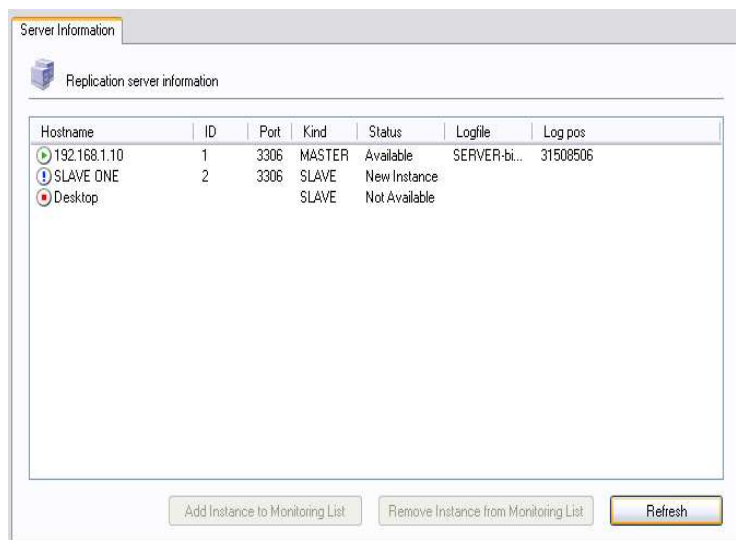 Server Information
Replication server information
Hostname ID Port Kind Status Logfile Log pos
192.168.1.10 1 3306 MASTER Available SERVER-bi... 31508506
SLAVE ONE 2 3306 SLAVE New Instance
Desktop SLAVE Not Available
Add Instance to Monitoring List Remove Instance from Monitoring List Refresh